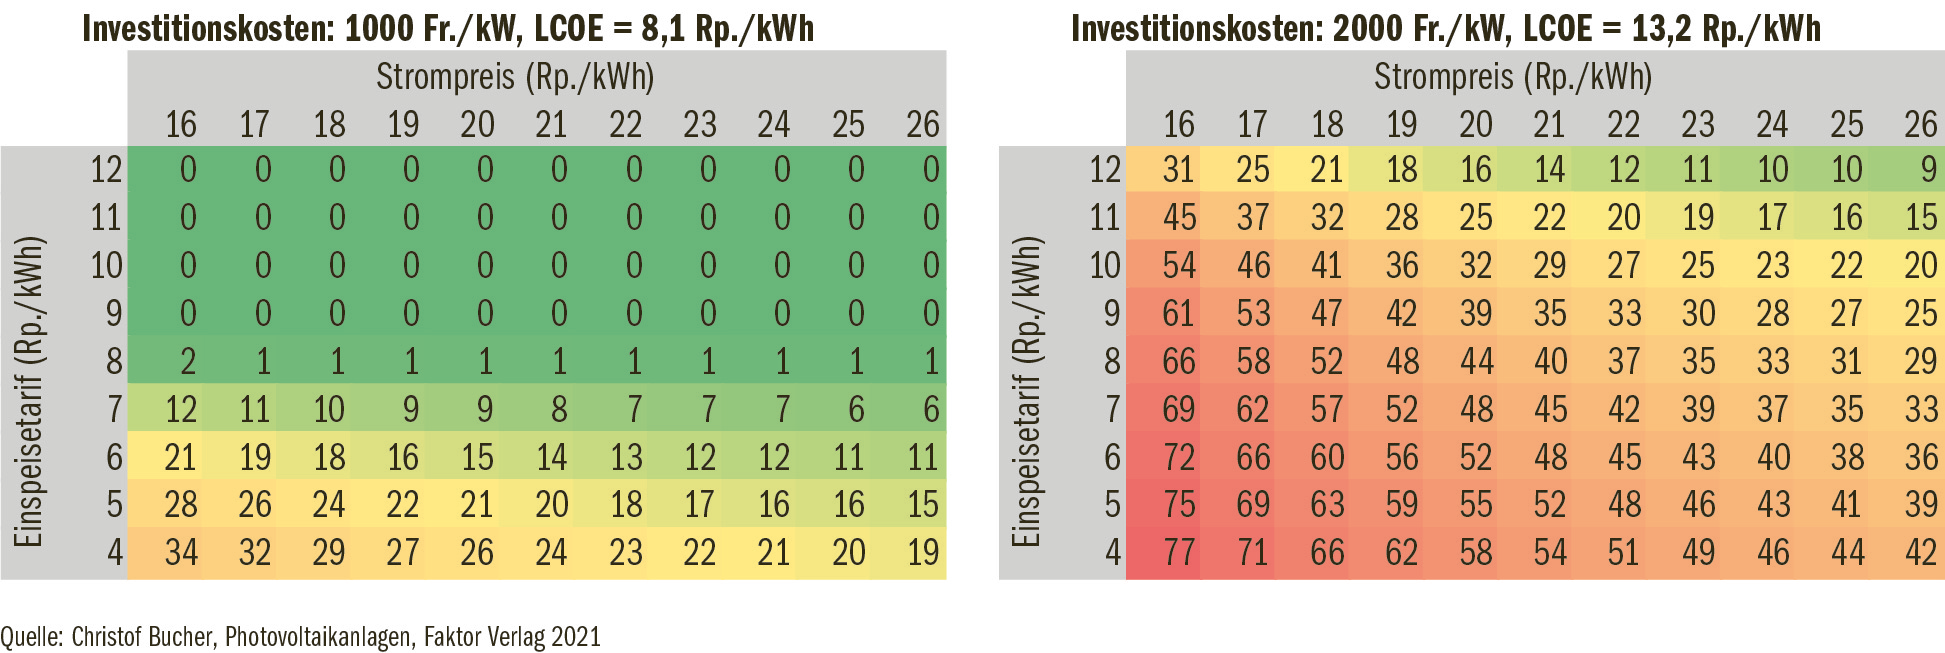 Investitionskosten: 1000 Fr./kW, LCOE = 8,1 Rp./kWh
Strompreis (Rp./kWh)
16 17 18 19 20 21 22 23 24 25 26
Einspeisetarif (Rp./kWh)
12 0 0 0 0 0 0 0 0 0 0 0
11 0 0 0 0 0 0 0 0 0 0 0
10 0 0 0 0 0 0 0 0 0 0 0
9 0 0 0 0 0 0 0 0 0 0 0
8 2 1 1 1 1 1 1 1 1 1 1
7 12 11 10 9 9 8 7 7 7 6 6
6 21 19 18 16 15 14 13 12 12 11 11
5 28 26 24 22 21 20 18 17 16 16 15
4 34 32 29 27 26 24 23 22 21 20 19
Investitionskosten: 2000 Fr./kW, LCOE = 13,2 Rp./kWh
Strompreis (Rp./kWh)
16 17 18 19 20 21 22 23 24 25 26
Einspeisetarif (Rp./kWh)
12 31 25 21 18 16 14 12 11 10 10 9
11 45 37 32 28 25 22 20 19 17 16 15
10 54 46 41 36 32 29 27 25 23 22 20
9 61 53 47 42 39 35 33 30 28 27 25
8 66 58 52 48 44 40 37 35 33 31 29
7 69 62 57 52 48 45 42 39 37 35 33
6 72 66 60 56 52 48 45 43 40 38 36
5 75 69 63 59 55 52 48 46 43 41 39
4 77 71 66 62 58 54 51 49 46 44 42
Quelle: Christof Bucher, Photovoltaikanlagen, Faktor Verlag 2021